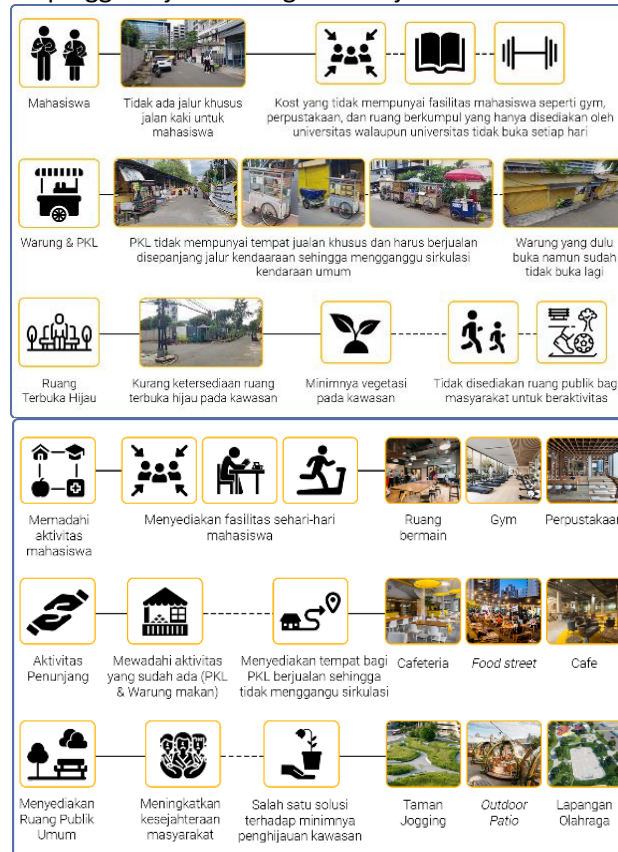 Mahasiswa
Tidak ada jalur khusus
jalan kaki untuk
mahasiswa
Kost yang tidak mempunyai fasilitas mahasiswa seperti gym,
perpustakaan, dan ruang berkumpul yang hanya disediakan oleh
universitas walaupun universitas tidak buka setiap hari
Warung & PKL
PKL tidak mempunyai tempat jualan khusus dan harus berjualan
disepanjang jalur kendaaraan sehingga mengganggu sirkulasi
kendaraan umum
Warung yang dulu
buka namun sudah
tidak buka lagi
Ruang
Terbuka Hijau
Kurang ketersediaan ruang
terbuka hijau pada kawasan
Minimnya vegetasi
pada kawasan
Tidak disediakan ruang publik bag
masyarakat untuk beraktivitas
Memadahi
aktivitas
mahasiswa
Menyediakan fasilitas sehari-hari
mahasiswa
Ruang
bermain
Gym
Perpustakaan
Aktivitas
Penunjang
Mewadahi aktivitas
yang sudah ada (PKL
& Warung makan)
Menyediakan tempat bagi
PKL berjualan sehingga
tidak menggangu sirkulasi
Cafeteria
Food street
Cafe
Menyediakan
Ruang Publik
Umum
Meningkatkan
kesejahteraan
masyarakat
Salah satu solusi
terhadap minimnya
penghijauan kawasan
Taman
Jogging
Outdoor
Patio
Lapangan
Olahraga